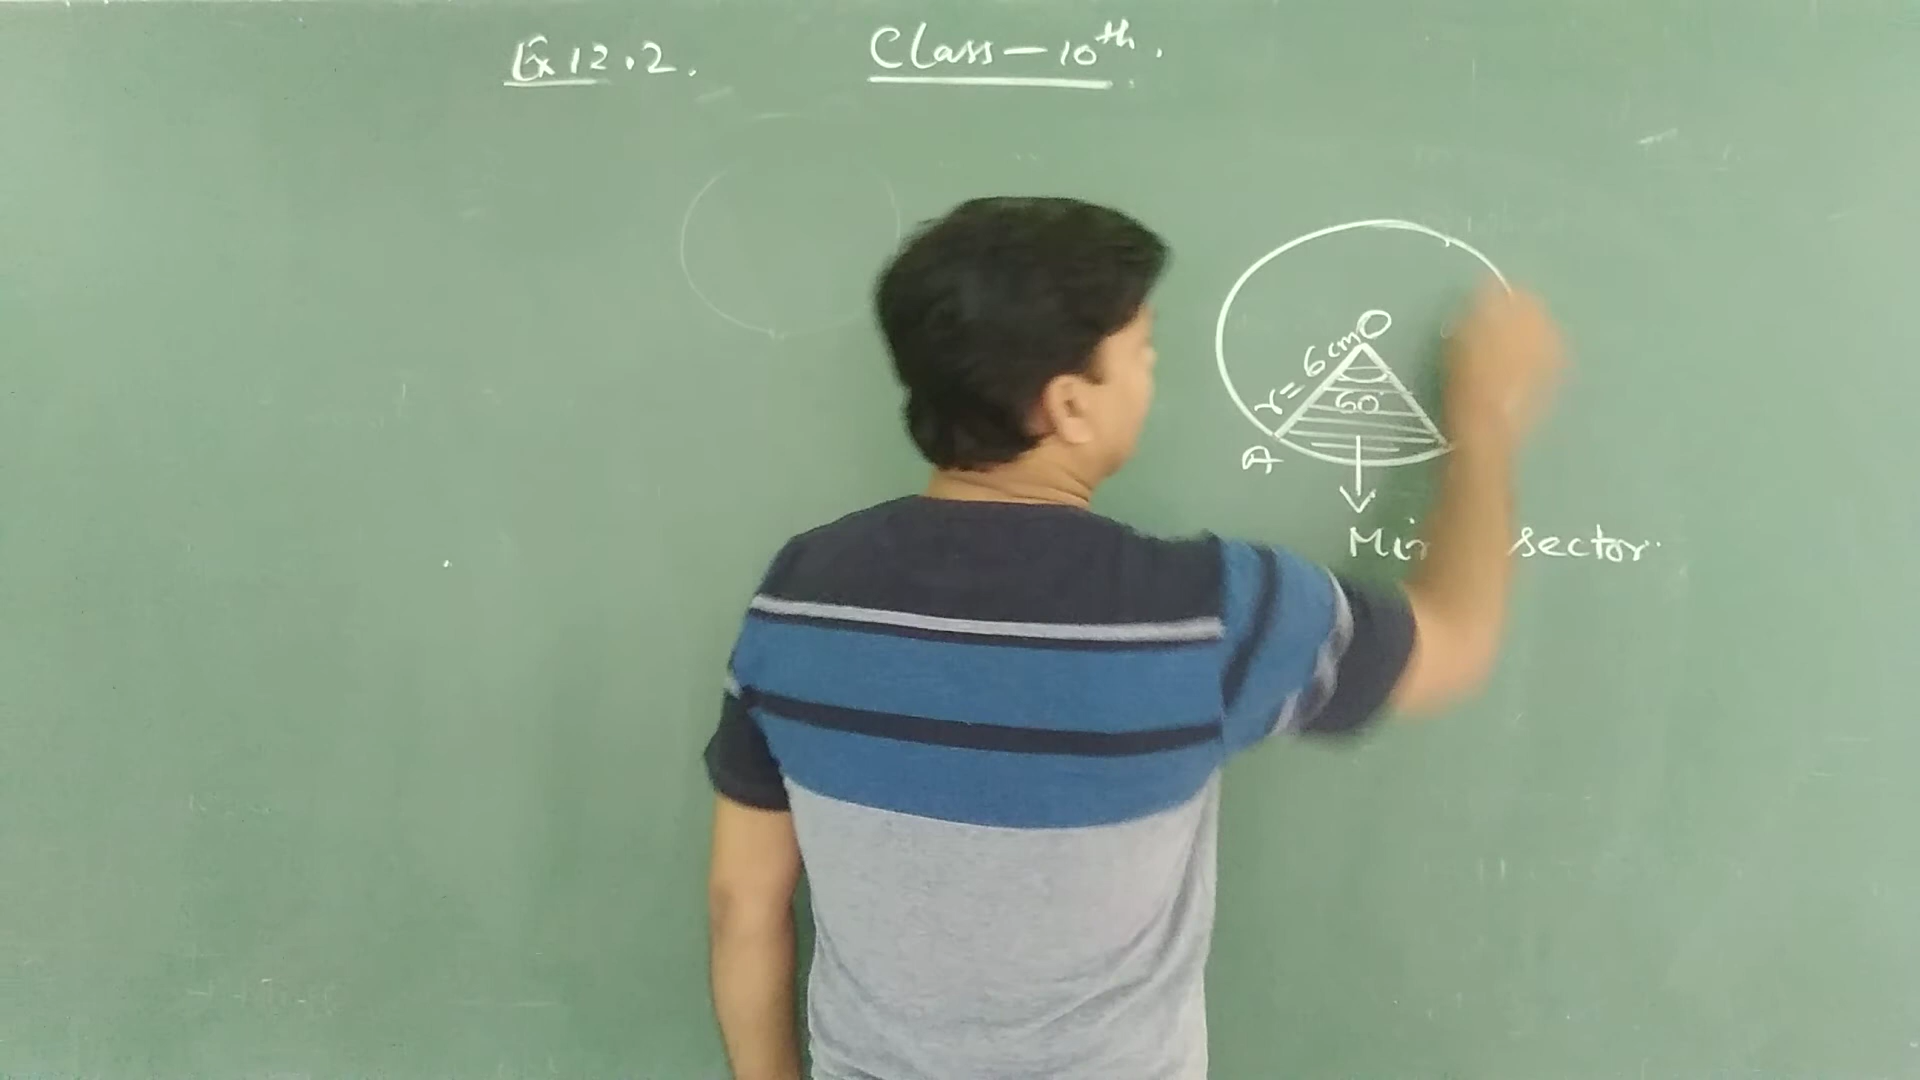 Ex 12.2.
Class-10th.
O
r=6cm
60°
A
sector